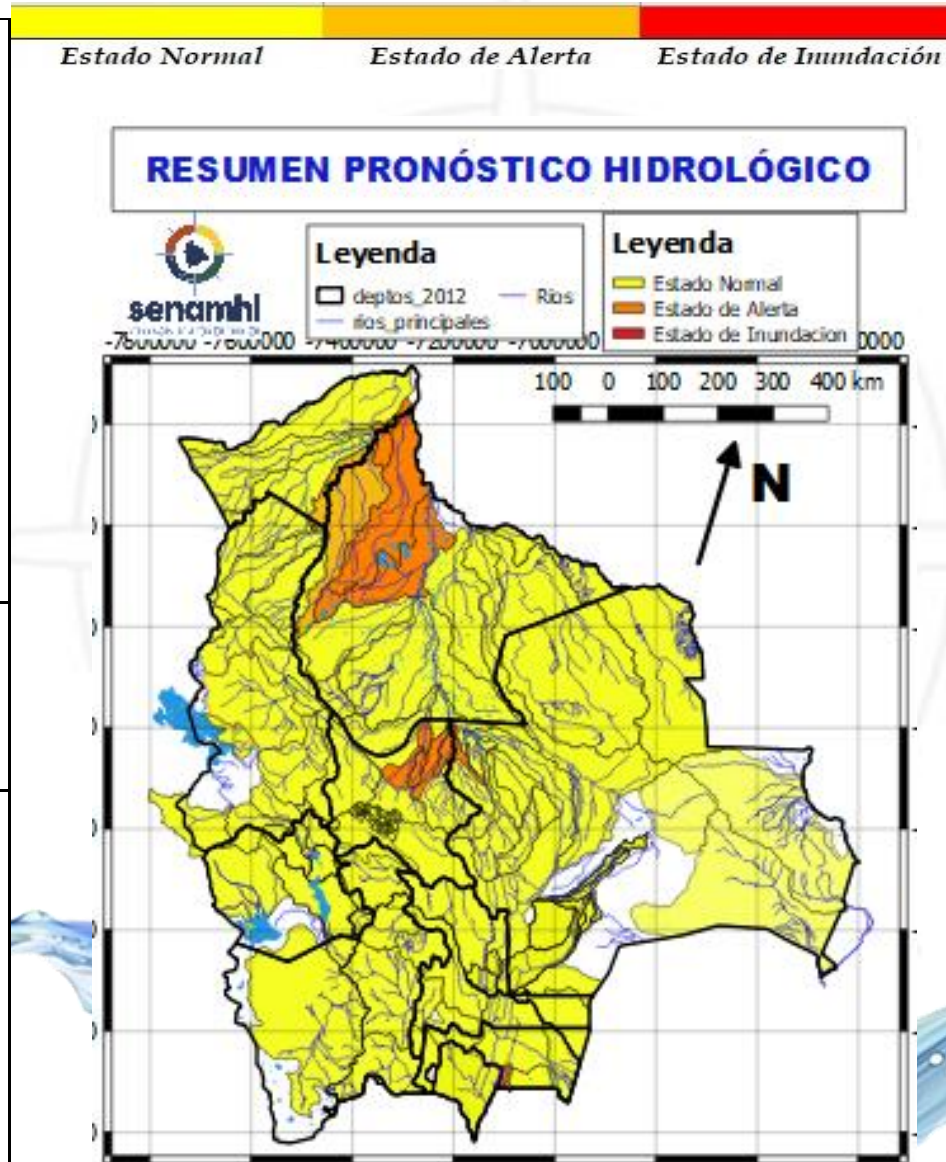 Estado Normal Estado de Alerta Estado de Inundación
RESUMEN PRONÓSTICO HIDROLÓGICO
senamhi
Leyenda
deptos_2012 Rios
rios_principales
Leyenda
Estado Normal
Estado de Alerta
Estado de Inundacion
-7600000 -7400000 -7200000 -7000000 0000
100 0 100 200 300 400 km
N